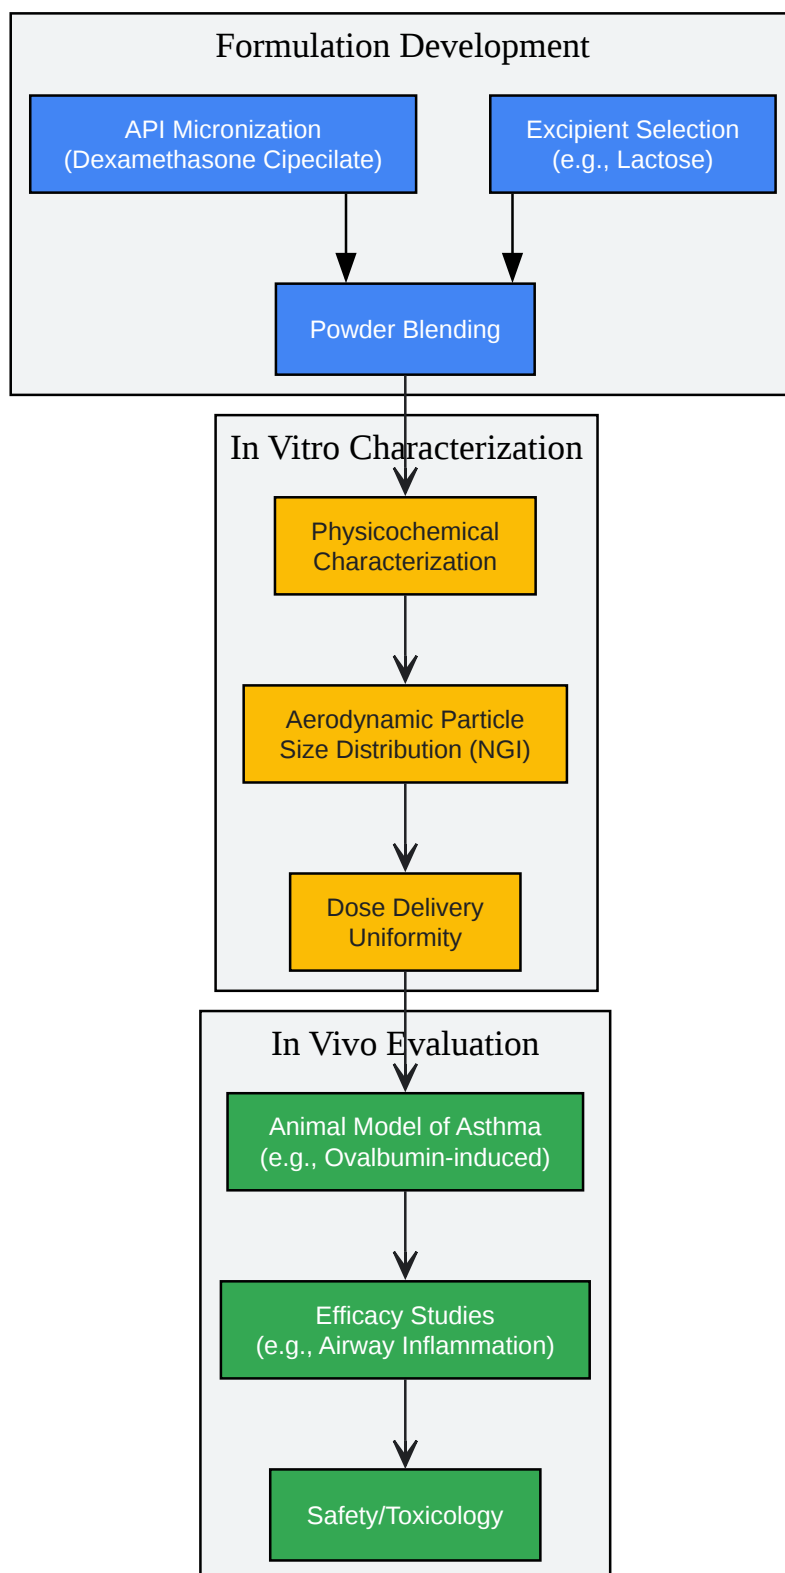 Formulation Development
API Micronization
(Dexamethasone Cipecilate)
Excipient Selection
(e.g., Lactose)
Powder Blending
In Vitro Characterization
Physicochemical
Characterization
Aerodynamic Particle
Size Distribution (NGI)
Dose Delivery
Uniformity
In Vivo Evaluation
Animal Model of Asthma
(e.g., Ovalbumin-induced)
Efficacy Studies
(e.g., Airway Inflammation)
Safety/Toxicology